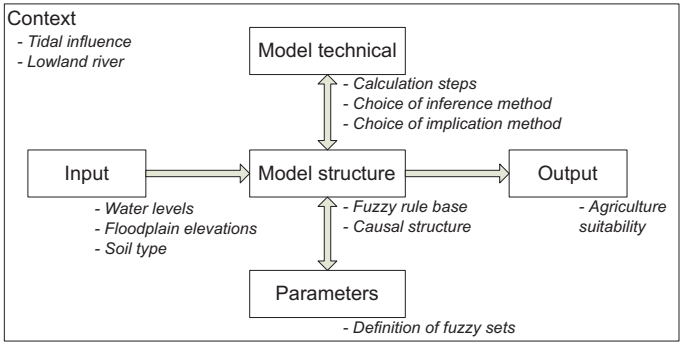 Context
- Tidal influence
- Lowland river
Model technical
- Calculation steps
- Choice of inference method
- Choice of implication method
Input
- Water levels
- Floodplain elevations
- Soil type
Model structure
- Fuzzy rule base
- Causal structure
Output
- Agriculture
suitability
Parameters
- Definition of fuzzy sets